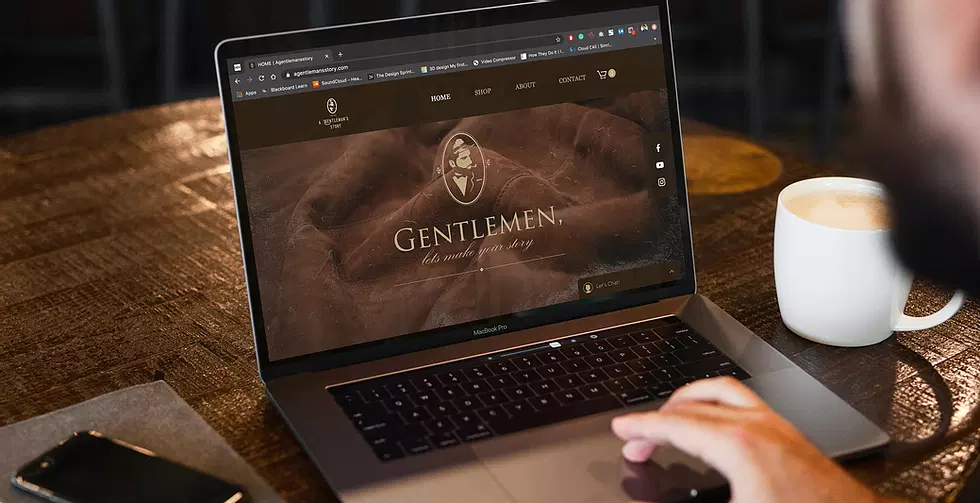 HOME | Agentlemansstory
agentlemansstory.com
Apps
Blackboard Learn
SoundCloud – Hea...
The Design Sprint...
3D design My first...
Video Compressor
How They Do It | I...
Cloud CAE | Simr...
A GENTLEMAN'S
STORY
HOME
SHOP
ABOUT
CONTACT
GENTLEMEN,
lets make your story
Let's Chat!
MacBook Pro